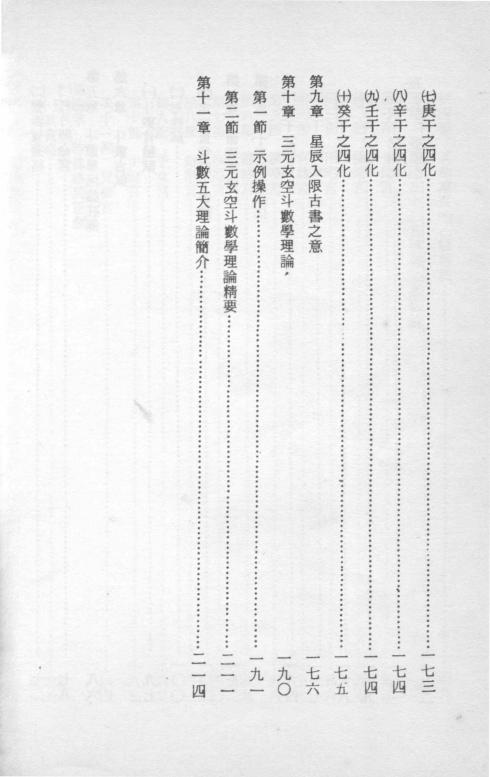 ㈦庚干之四化……一七三
㈧辛干之四化……一七四
㈨壬干之四化……一七四
㈩癸干之四化……一七五
第九章　星辰入限古書之意　一七六
第十章　三元玄空斗數學理論　一九〇
第一節　示例操作……一九一
第二節　三元玄空斗數學理論精要……二一一
第十一章　斗數五大理論簡介……二一四